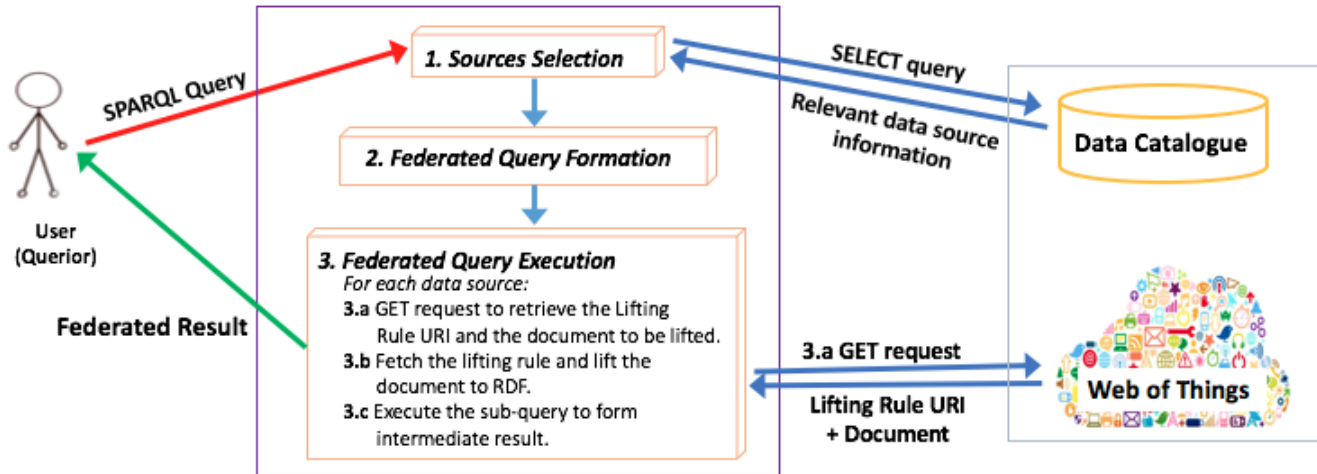 1. Sources Selection
SPARQL Query
SELECT query
Relevant data source
information
Data Catalogue
2. Federated Query Formation
User
(Querior)
3. Federated Query Execution
For each data source:
3.a GET request to retrieve the Lifting
Rule URI and the document to be lifted.
3.b Fetch the lifting rule and lift the
document to RDF.
3.c Execute the sub-query to form
intermediate result.
Federated Result
3.a GET request
Lifting Rule URI
+ Document
Web of Things